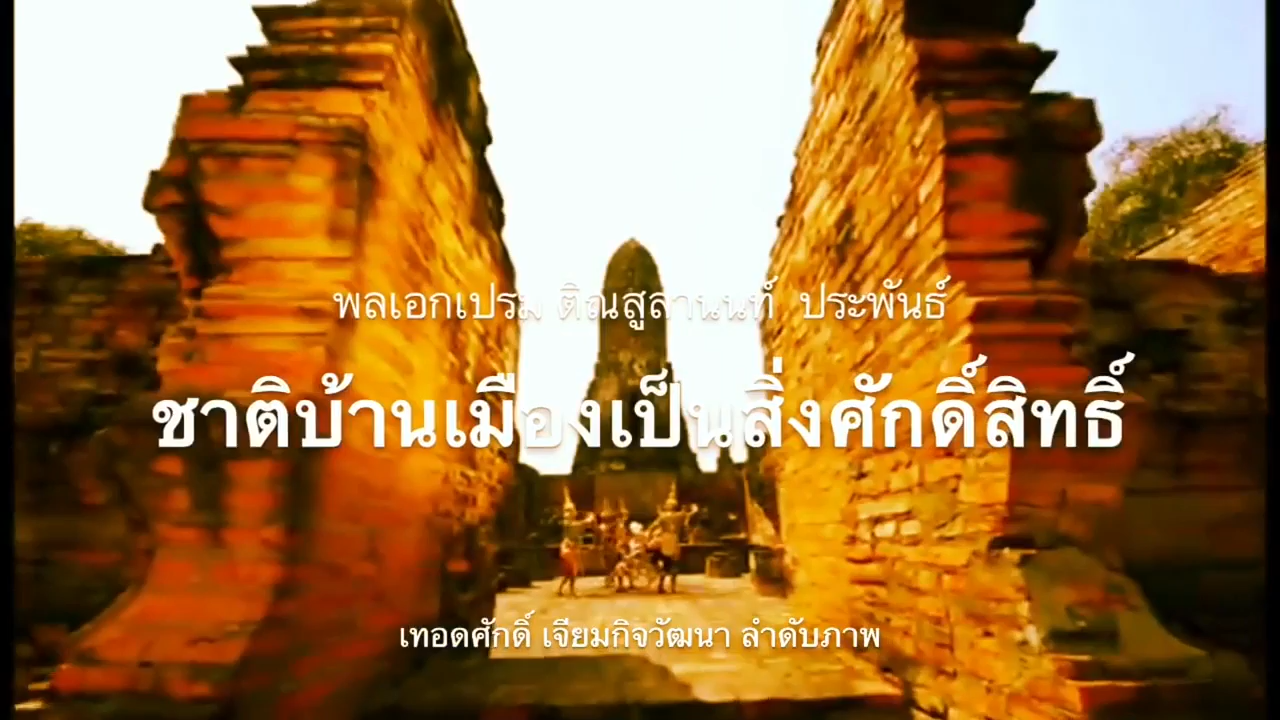 พลเอกเปรม ติณสูลานนท์ ประพันธ์
ชาติบ้านเมืองเป็นสิ่งศักดิ์สิทธิ์
เทอดศักดิ์ เจียมกิจวัฒนา ลำดับภาพ